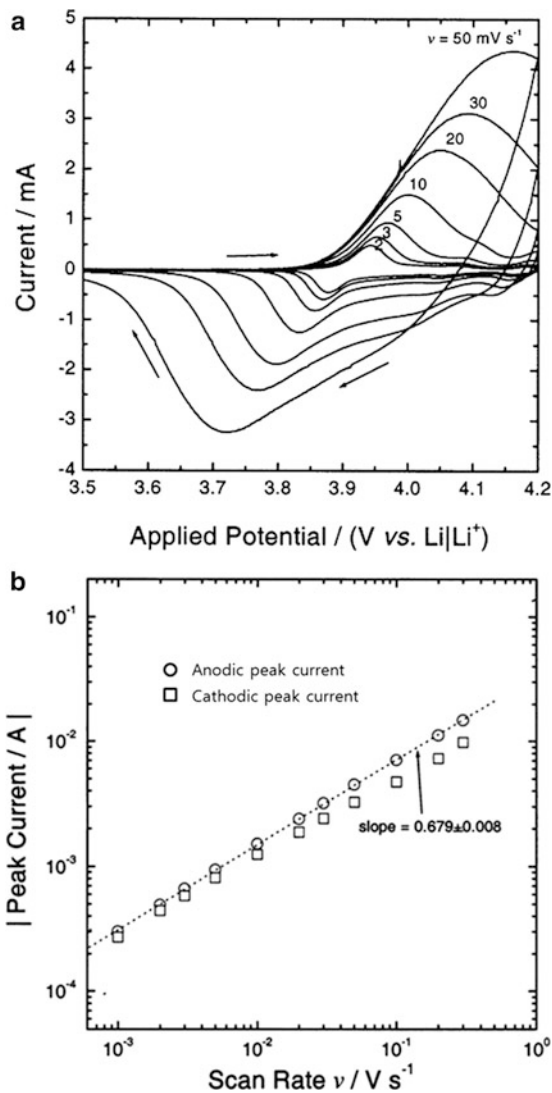 a
ν = 50 mV s⁻¹
30
20
10
5
3
2
5
4
3
2
1
0
-1
-2
-3
-4
Current / mA
3.5 3.6 3.7 3.8 3.9 4.0 4.1 4.2
Applied Potential / (V vs. Li|Li⁺)
b
Anodic peak current
Cathodic peak current
slope = 0.679±0.008
10⁻¹
10⁻²
10⁻³
10⁻⁴
| Peak Current / A |
10⁻³ 10⁻² 10⁻¹ 10⁰
Scan Rate ν / V s⁻¹